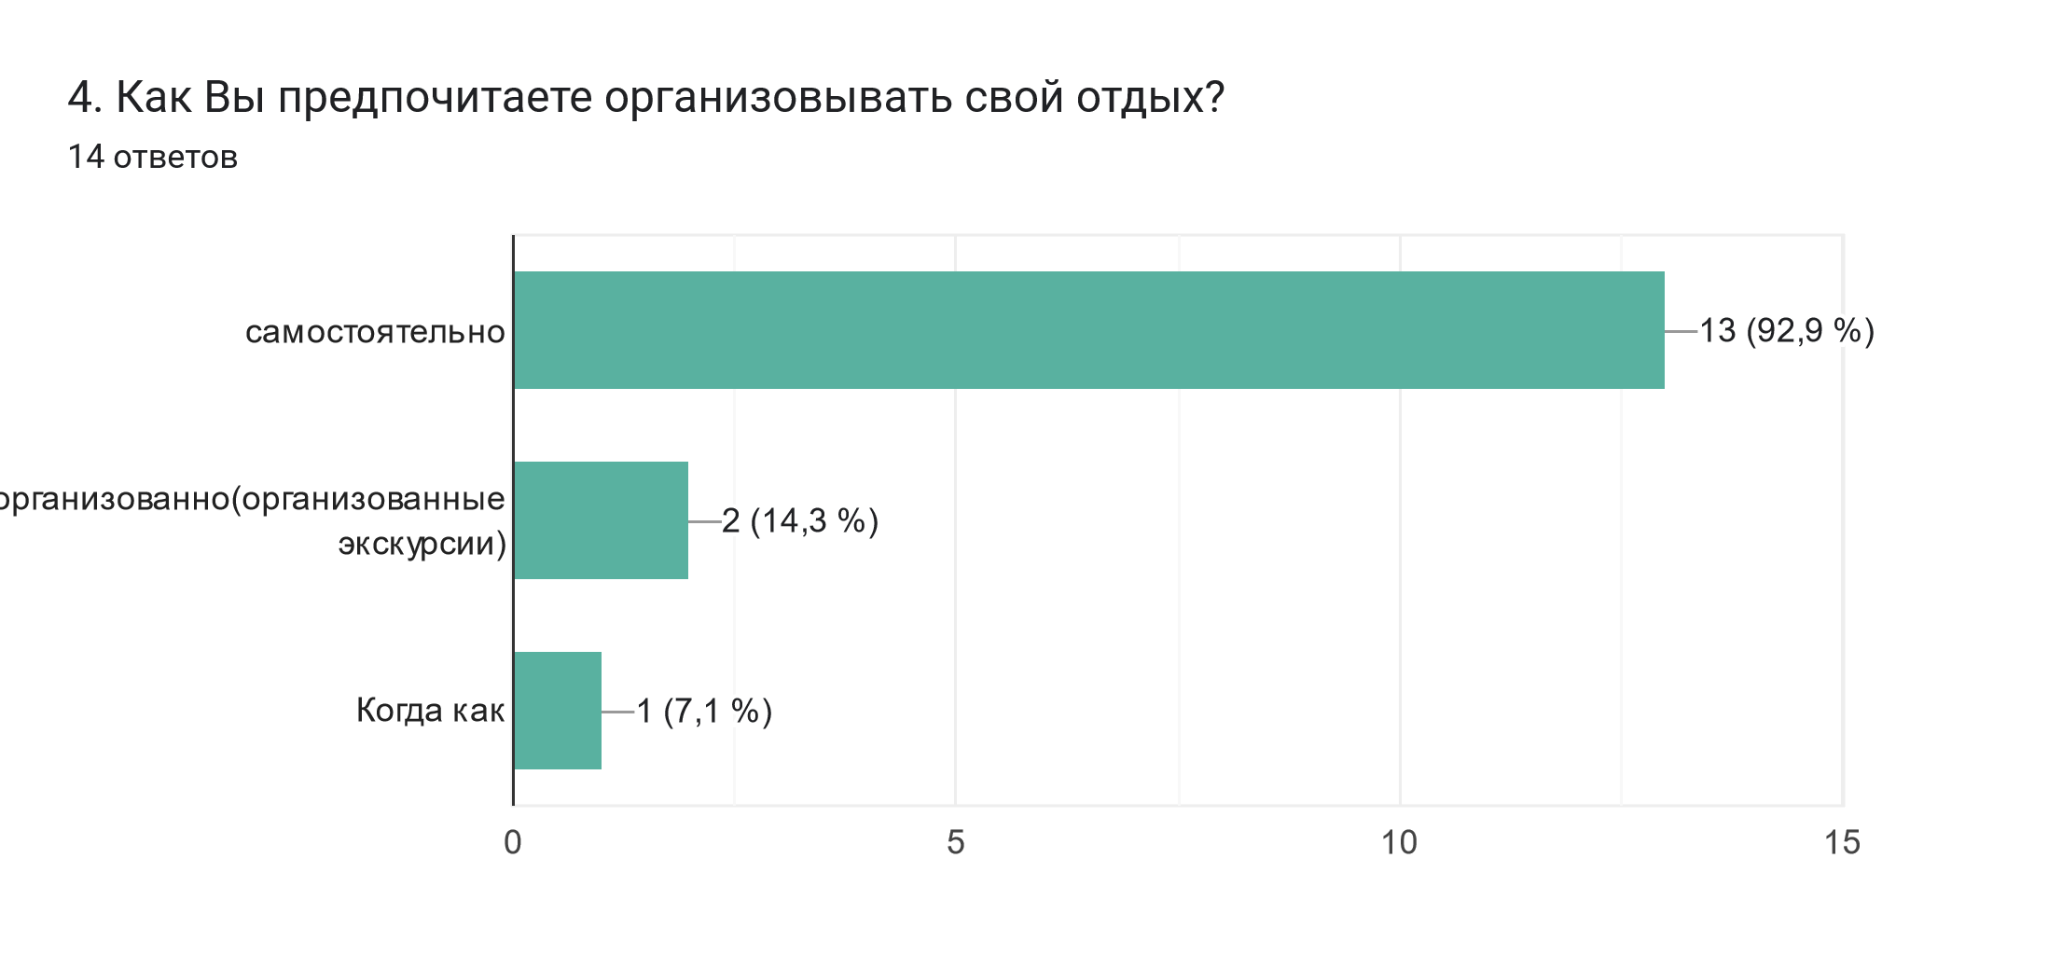 4. Как Вы предпочитаете организовывать свой отдых?
14 ответов
самостоятельно
13 (92,9 %)
организованно(организованные
экскурсии)
2 (14,3 %)
Когда как
1 (7,1 %)
0 5 10 15